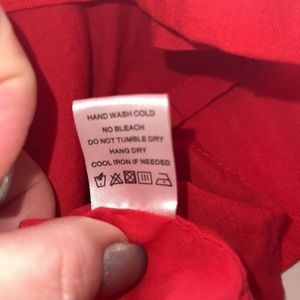 HAND WASH COLD
NO BLEACH
DO NOT TUMBLE DRY
HANG DRY
COOL IRON IF NEEDED